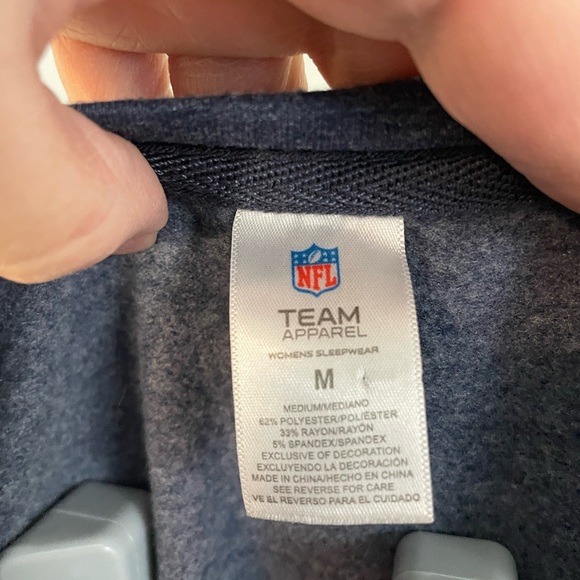 NFL
TEAM
APPAREL
WOMENS SLEEPWEAR
M
MEDIUM/MEDIANO
62% POLYESTER/POLIÉSTER
33% RAYON/RAYÓN
5% SPANDEX/SPANDEX
EXCLUSIVE OF DECORATION
EXCLUYENDO LA DECORACIÓN
MADE IN CHINA/HECHO EN CHINA
SEE REVERSE FOR CARE
VE EL REVERSO PARA EL CUIDADO